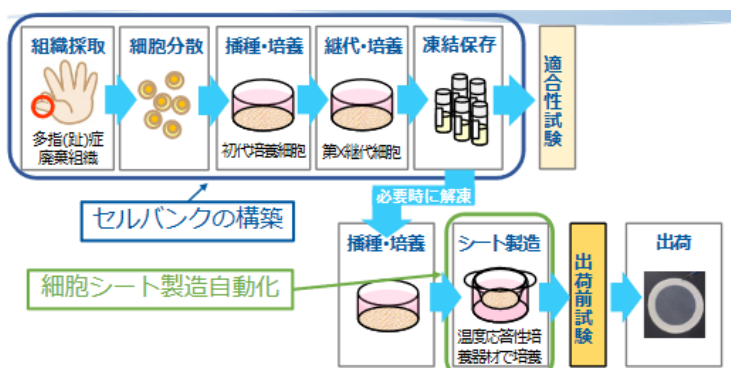 組織採取
細胞分散
播種・培養
継代・培養
凍結保存
適合性試験
多指(趾)症
廃棄組織
初代培養細胞
第X継代細胞
必要時に解凍
セルバンクの構築
播種・培養
シート製造
出荷前試験
出荷
細胞シート製造自動化
温度応答性培
養器材で培養